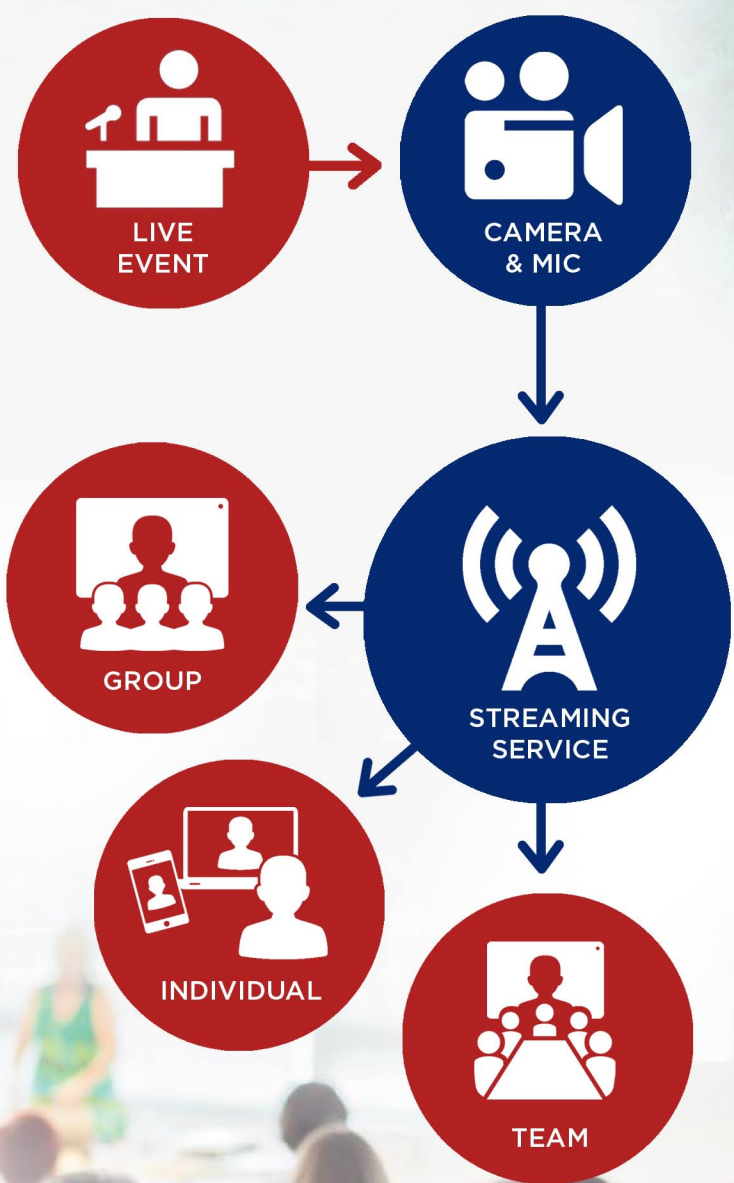 LIVE
EVENT
CAMERA
& MIC
STREAMING
SERVICE
GROUP
INDIVIDUAL
TEAM